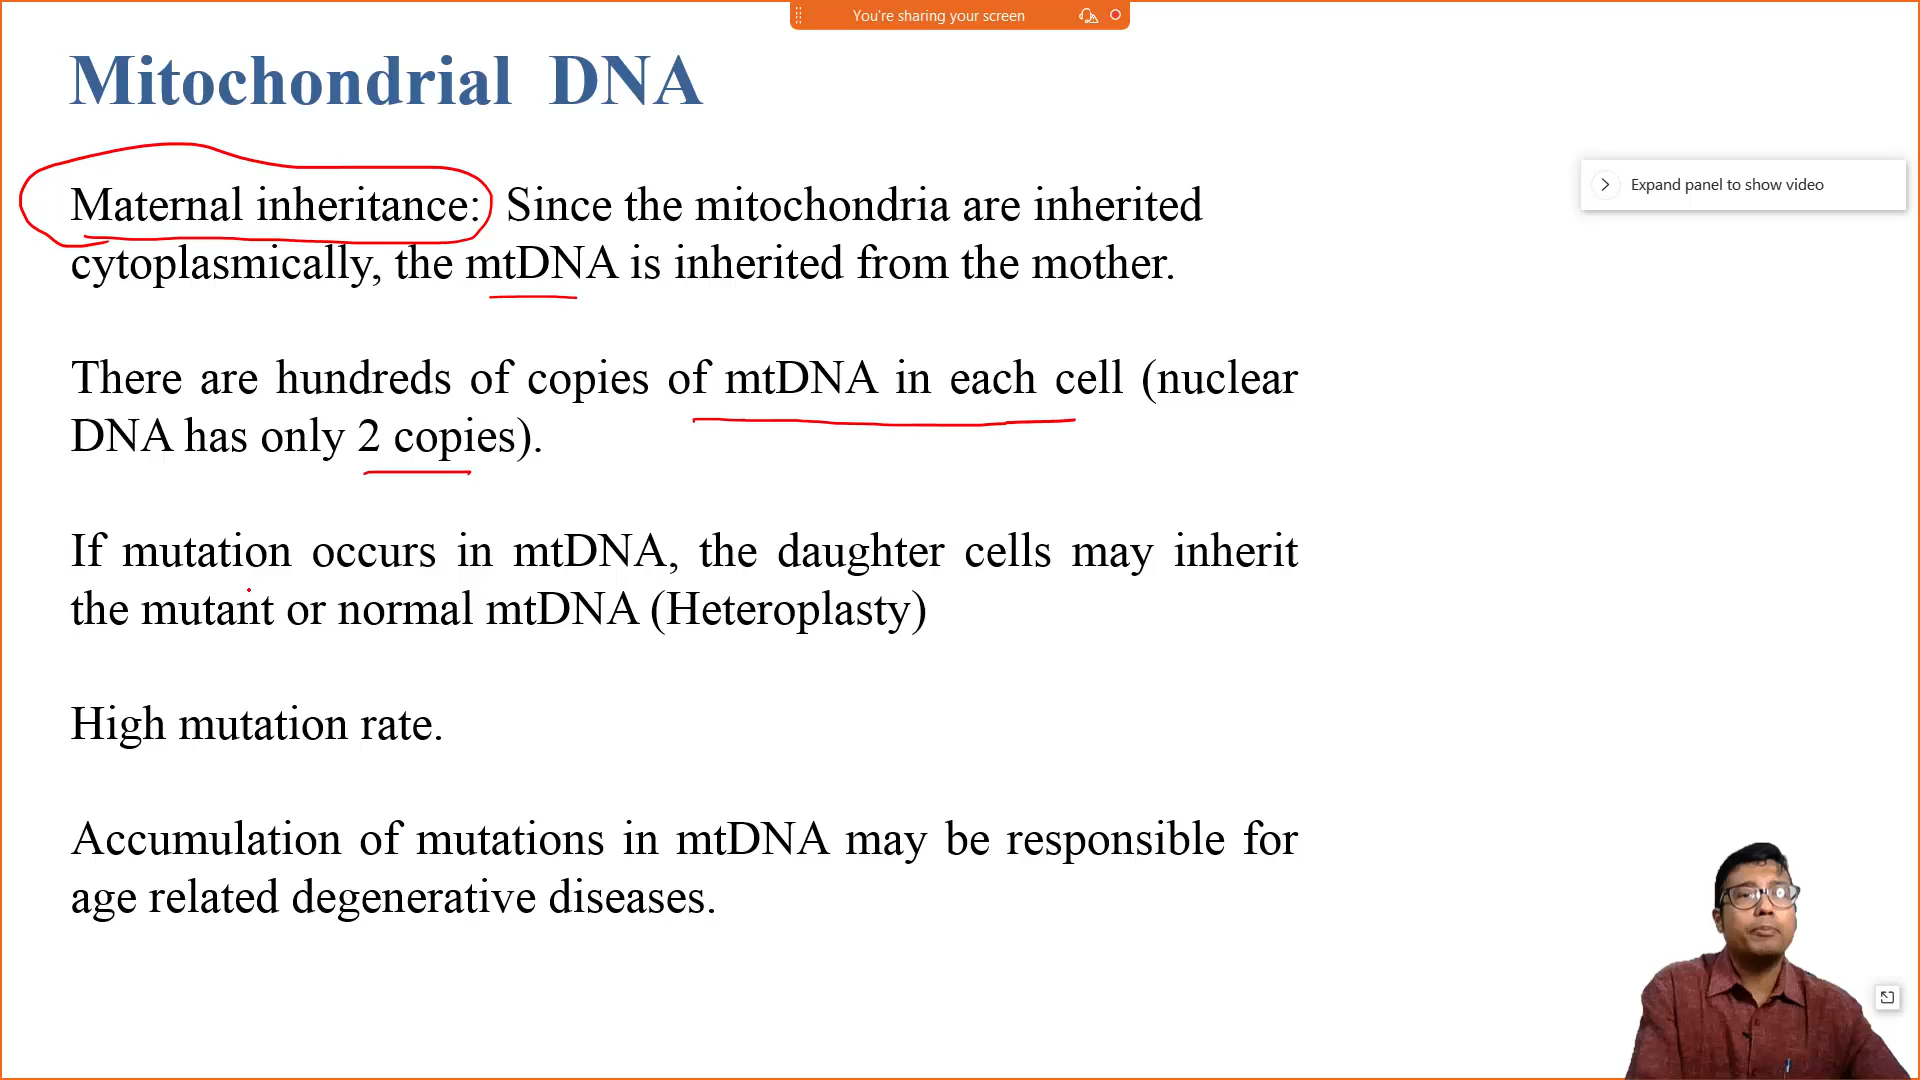 You're sharing your screen
Mitochondrial DNA
Expand panel to show video
Maternal inheritance: Since the mitochondria are inherited
cytoplasmically, the mtDNA is inherited from the mother.
There are hundreds of copies of mtDNA in each cell (nuclear
DNA has only 2 copies).
If mutation occurs in mtDNA, the daughter cells may inherit
the mutant or normal mtDNA (Heteroplasty)
High mutation rate.
Accumulation of mutations in mtDNA may be responsible for
age related degenerative diseases.